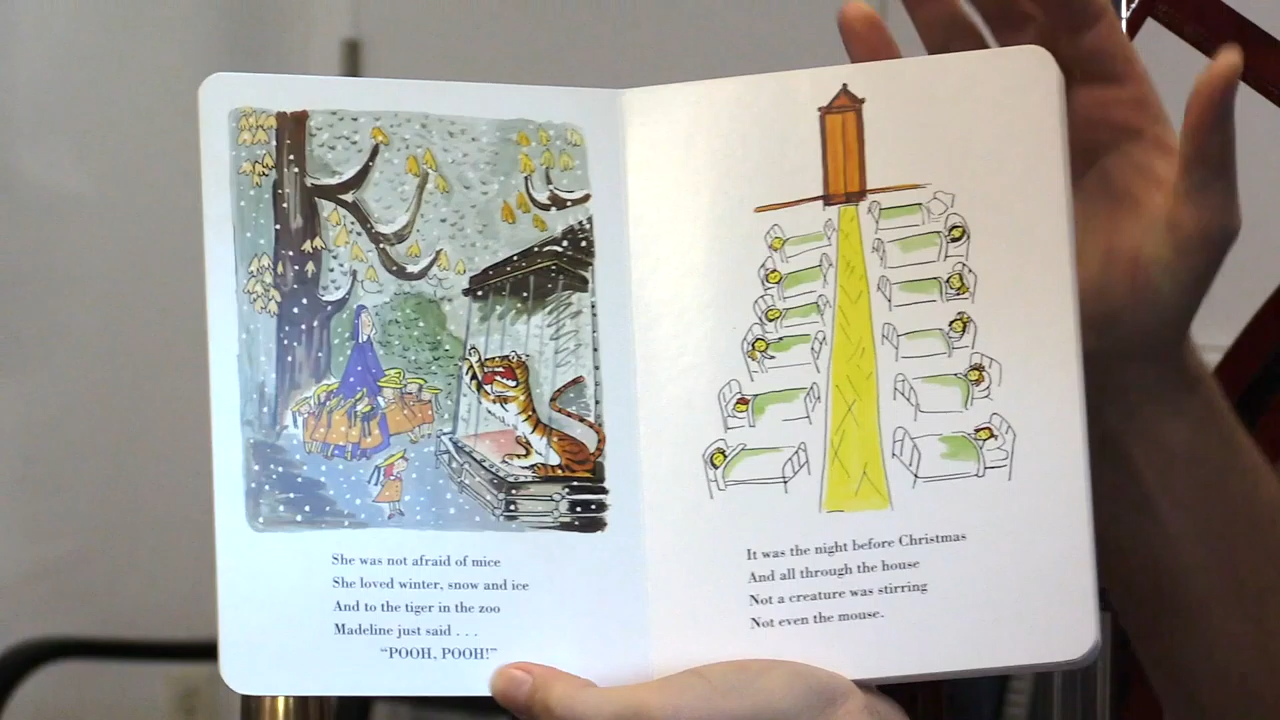 She was not afraid of mice
She loved winter, snow and ice
And to the tiger in the zoo
Madeline just said . . .
“POOH, POOH!”
It was the night before Christmas
And all through the house
Not a creature was stirring
Not even the mouse.